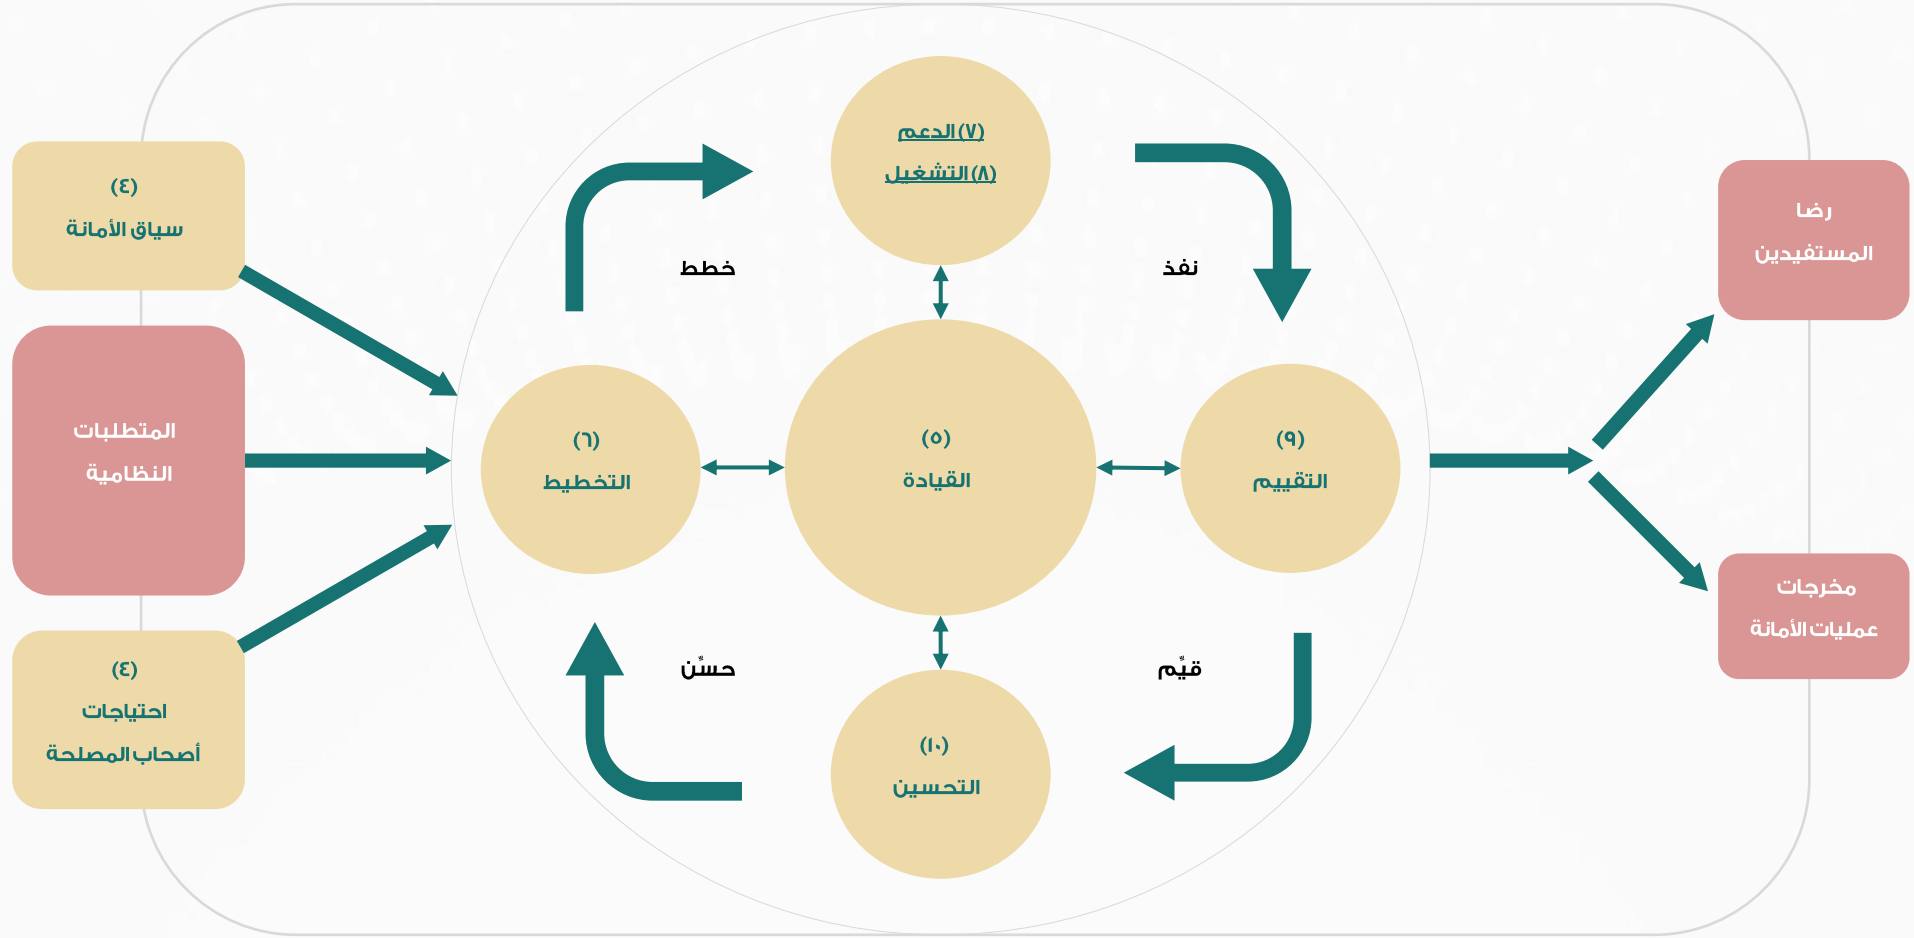 (٤)
سياق الأمانة
المتطلبات
النظامية
(٤)
احتياجات
أصحاب المصلحة
(٧) الدعم
(٨) التشغيل
خطط
نفذ
(٦)
التخطيط
(٥)
القيادة
(٩)
التقييم
حسّن
قيّم
(١٠)
التحسين
رضا
المستفيدين
مخرجات
عمليات الأمانة